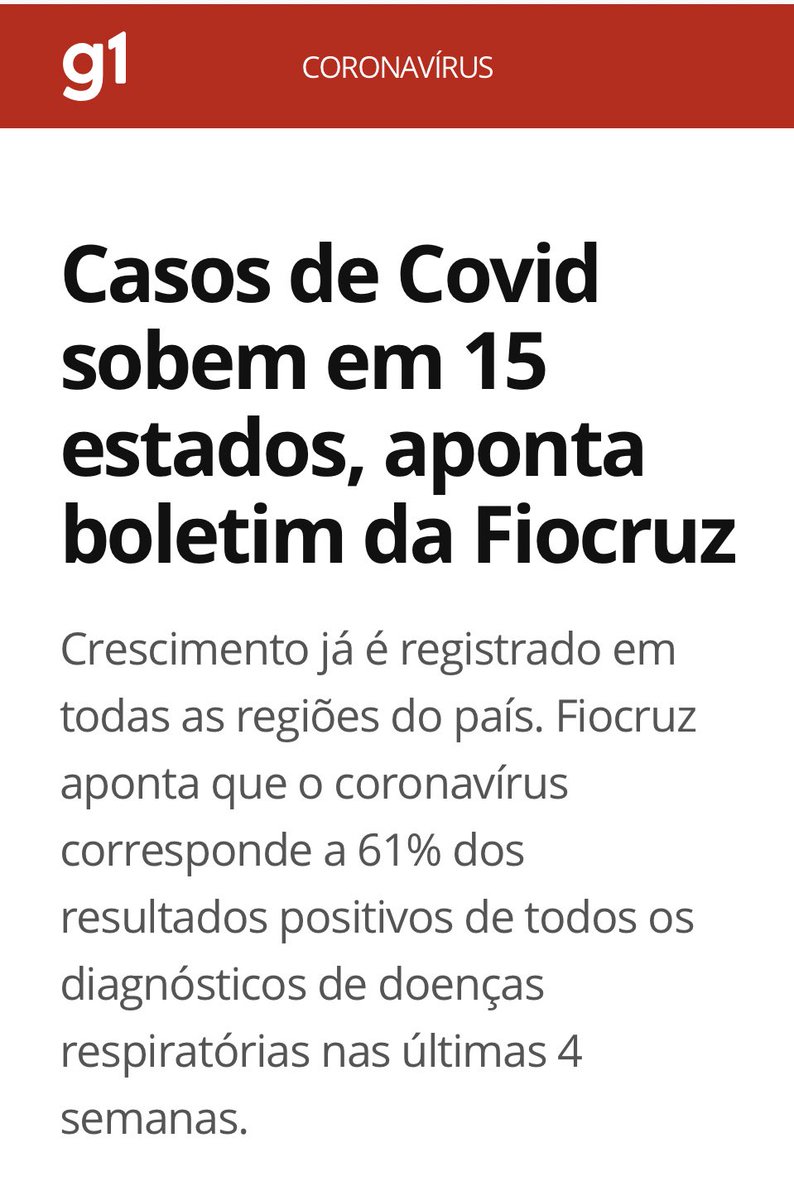 g1
CORONAVÍRUS
Casos de Covid
sobem em 15
estados, aponta
boletim da Fiocruz
Crescimento já é registrado em
todas as regiões do país. Fiocruz
aponta que o coronavírus
corresponde a 61% dos
resultados positivos de todos os
diagnósticos de doenças
respiratórias nas últimas 4
semanas.